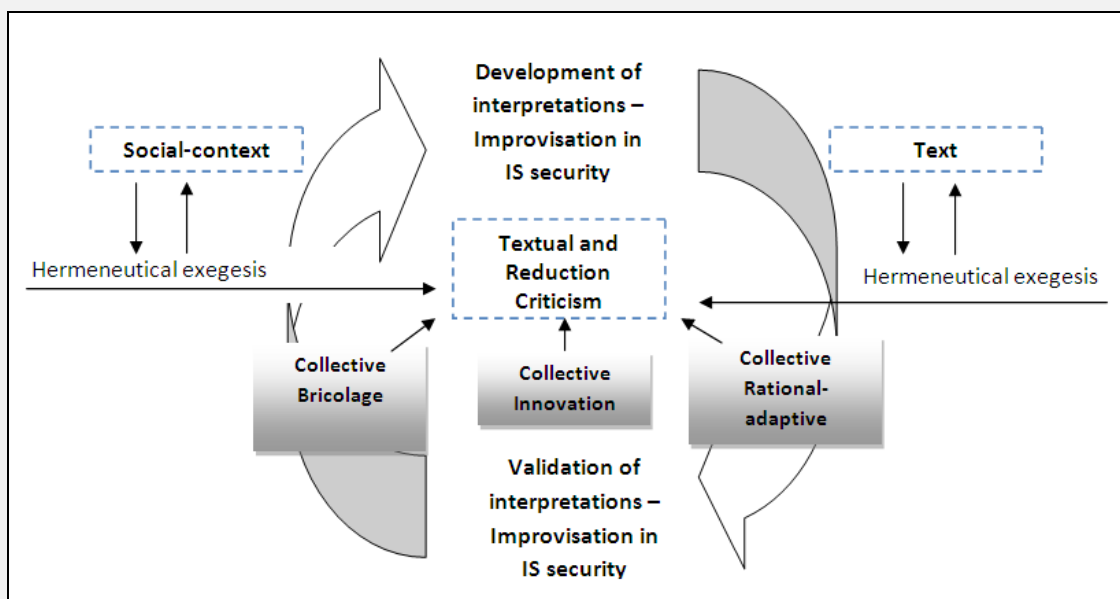 Development of
interpretations –
Improvisation in
IS security
Social-context
Text
Hermeneutical exegesis
Textual and
Reduction
Criticism
Hermeneutical exegesis
Collective
Bricolage
Collective
Innovation
Collective
Rational-
adaptive
Validation of
interpretations –
Improvisation in
IS security